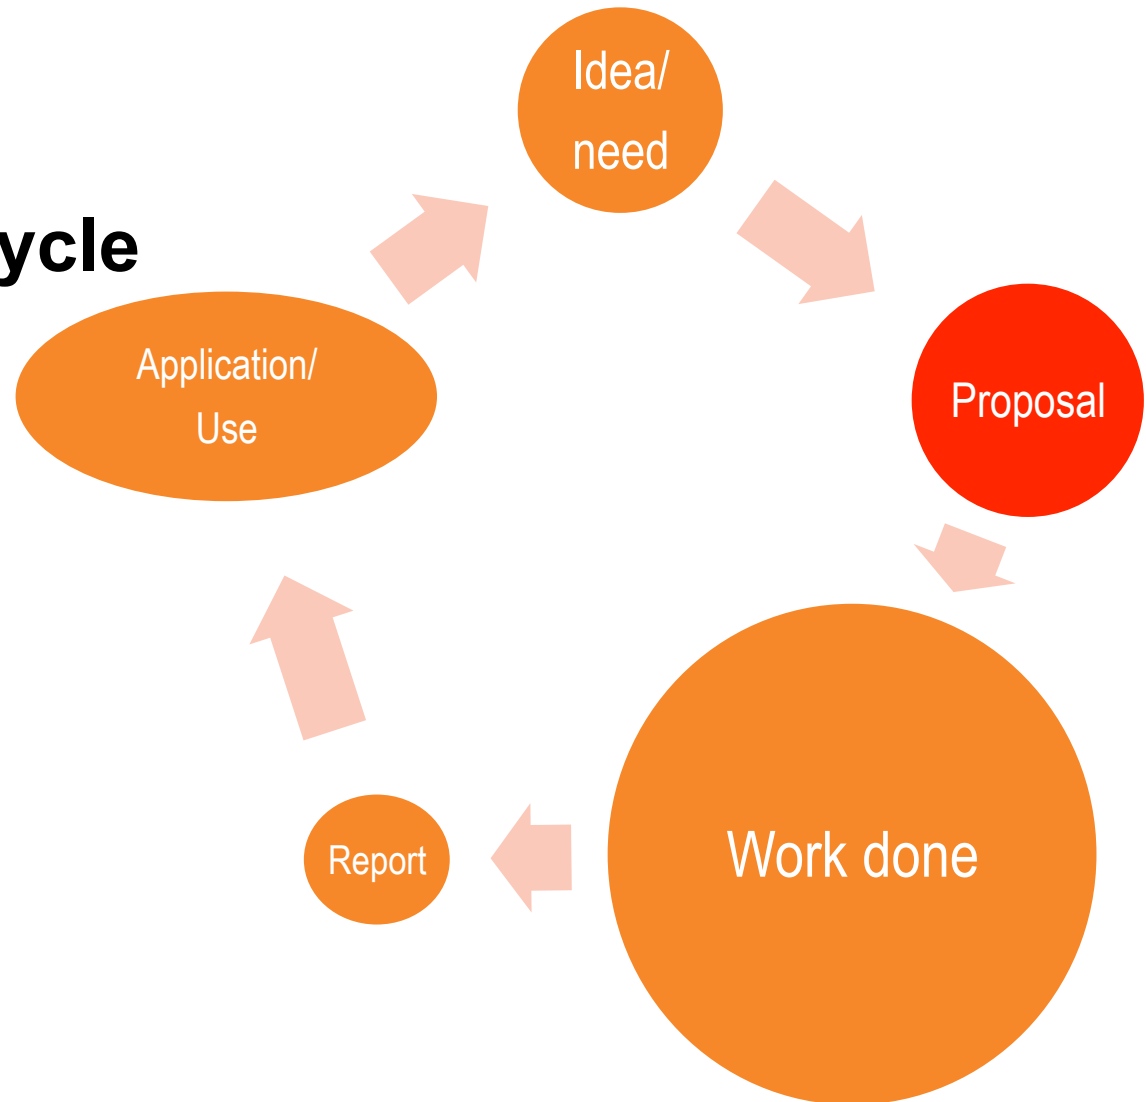 Idea/
need
ycle
Application/
Use
Proposal
Work done
Report